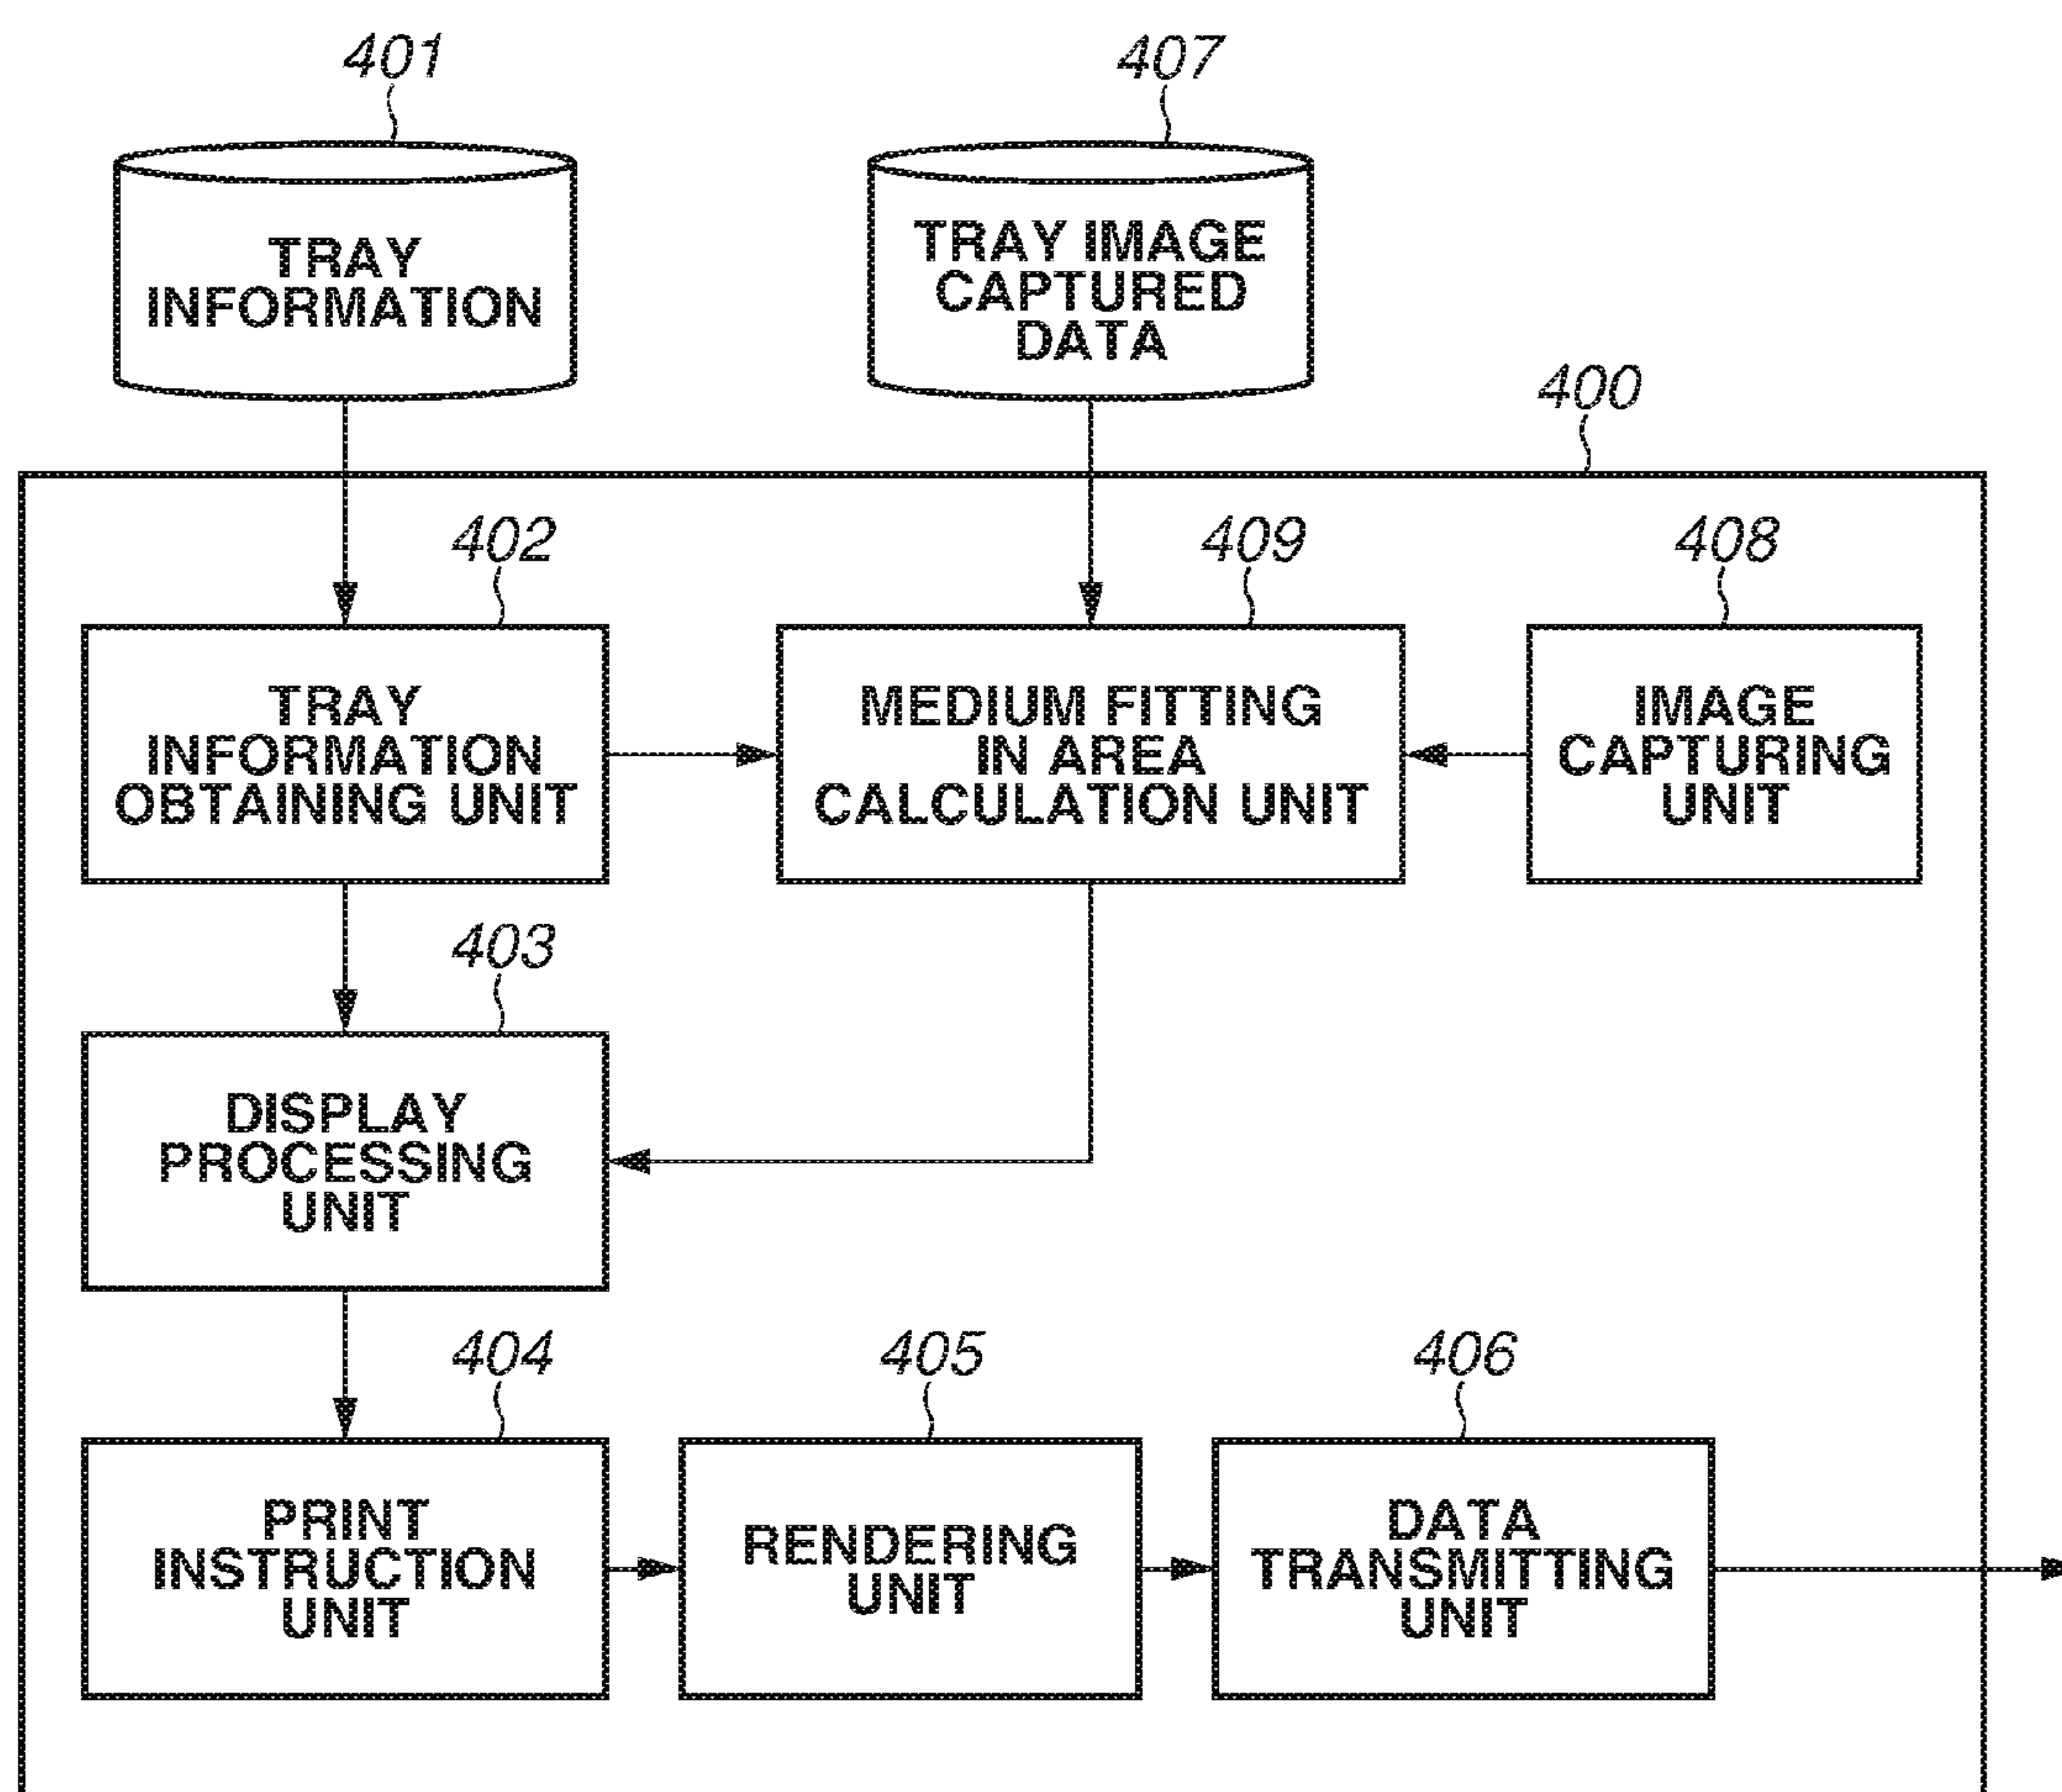 401
407
TRAY
INFORMATION
TRAY IMAGE
CAPTURED
DATA
400
402
409
408
TRAY
INFORMATION
OBTAINING UNIT
MEDIUM FITTING
IN AREA
CALCULATION UNIT
IMAGE
CAPTURING
UNIT
403
DISPLAY
PROCESSING
UNIT
404
405
406
PRINT
INSTRUCTION
UNIT
RENDERING
UNIT
DATA
TRANSMITTING
UNIT